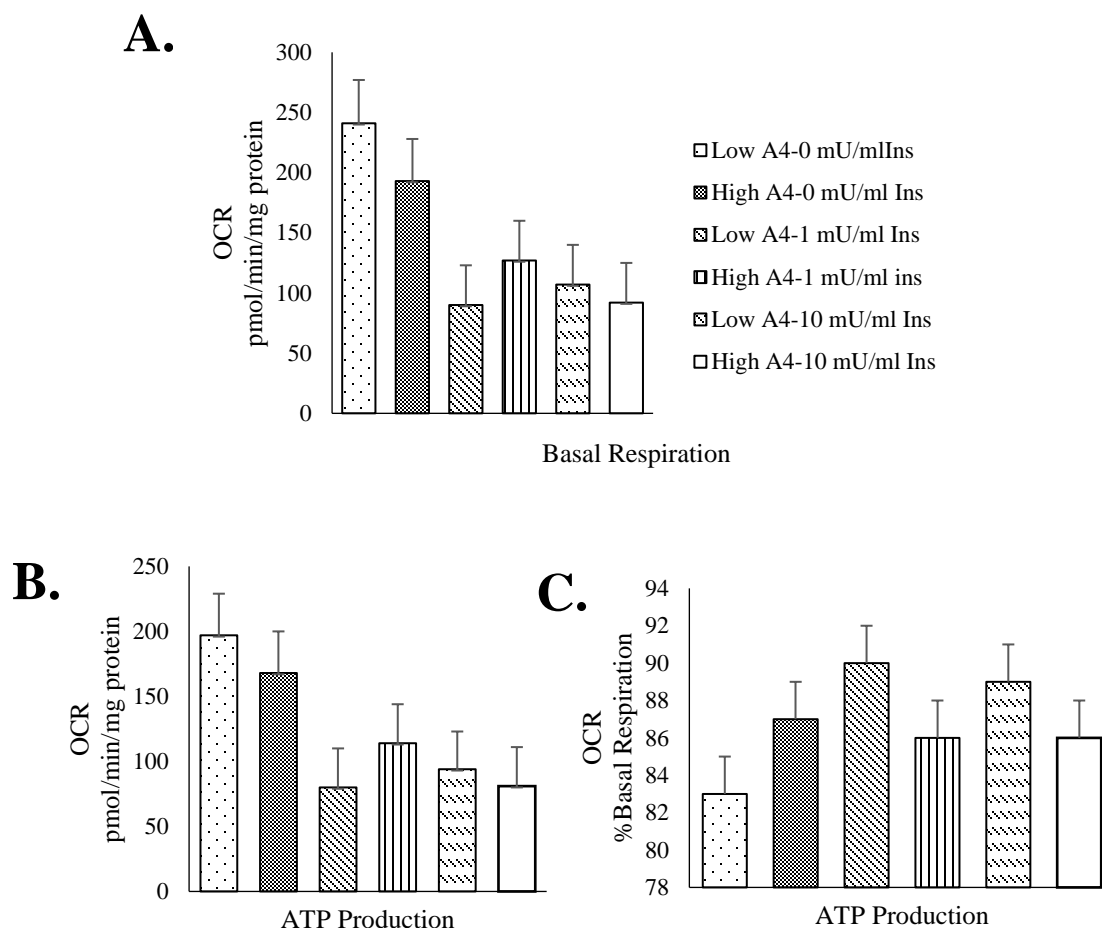 A.
300
250
200
150
100
50
0
OCR
pmol/min/mg protein
Low A4-0 mU/mlIns
High A4-0 mU/ml Ins
Low A4-1 mU/ml Ins
High A4-1 mU/ml ins
Low A4-10 mU/ml Ins
High A4-10 mU/ml Ins
Basal Respiration
B.
250
200
150
100
50
0
OCR
pmol/min/mg protein
ATP Production
C.
94
92
90
88
86
84
82
80
78
OCR
%Basal Respiration
ATP Production